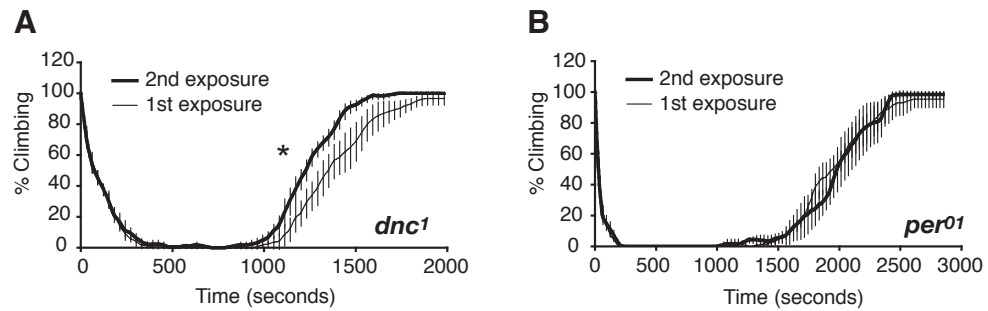 A
120
100
80
60
40
20
0
% Climbing
2nd exposure
1st exposure
*
dnc1
0 500 1000 1500 2000
Time (seconds)
B
120
100
80
60
40
20
0
% Climbing
2nd exposure
1st exposure
per01
0 500 1000 1500 2000 2500 3000
Time (seconds)